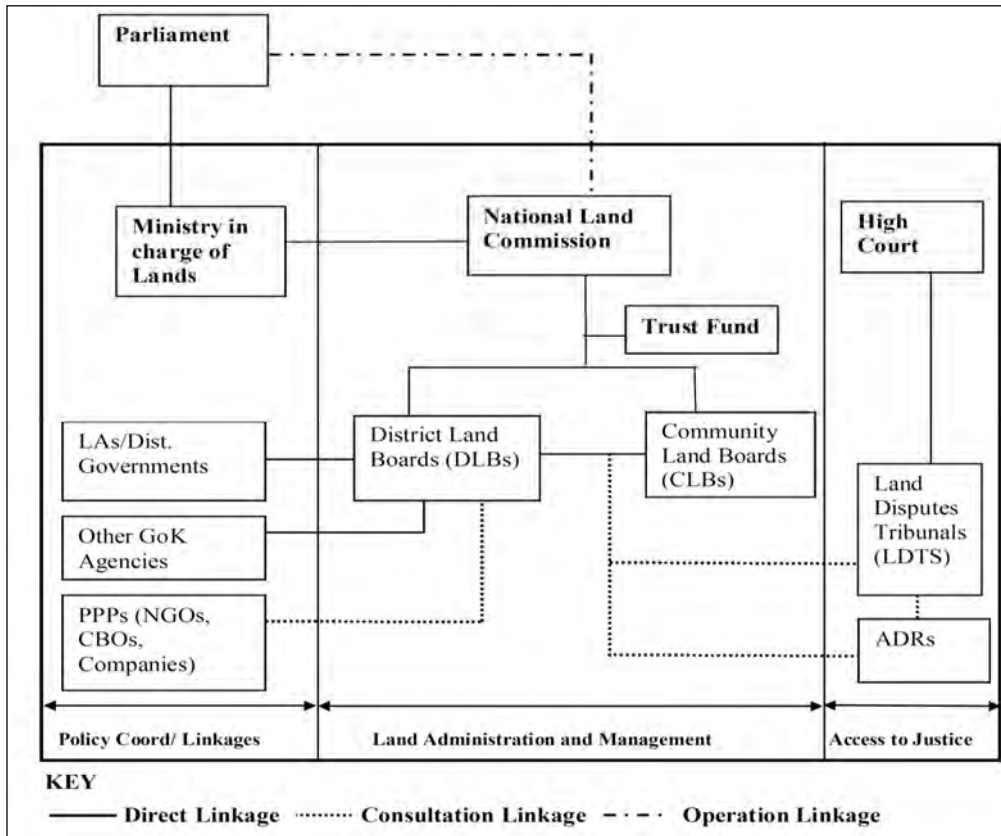 Parliament
Ministry in
charge of
Lands
National Land
Commission
High
Court
Trust Fund
LAs/Dist.
Governments
District Land
Boards (DLBs)
Community
Land Boards
(CLBs)
Land
Disputes
Tribunals
(LDTS)
Other GoK
Agencies
PPPs (NGOs,
CBOs,
Companies)
ADRs
Policy Coord/ Linkages
Land Administration and Management
Access to Justice
KEY
Direct Linkage
Consultation Linkage
Operation Linkage